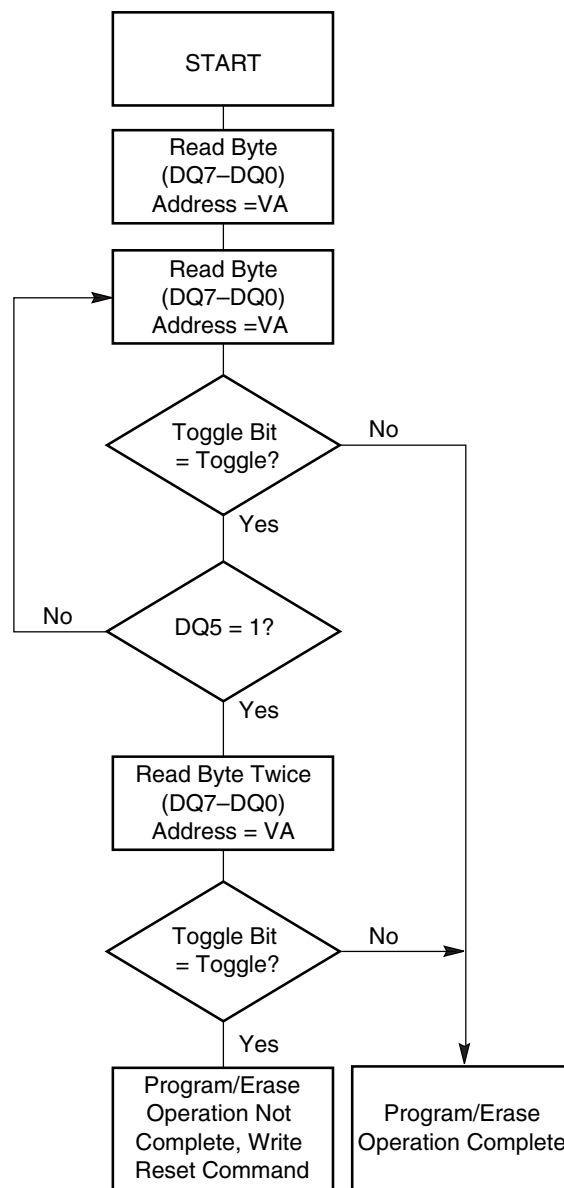 START
Read Byte
(DQ7–DQ0)
Address =VA
Read Byte
(DQ7–DQ0)
Address =VA
Toggle Bit
= Toggle?
No
Yes
No
DQ5 = 1?
Yes
Read Byte Twice
(DQ7–DQ0)
Address = VA
Toggle Bit
= Toggle?
No
Yes
Program/Erase
Operation Not
Complete, Write
Reset Command
Program/Erase
Operation Complete